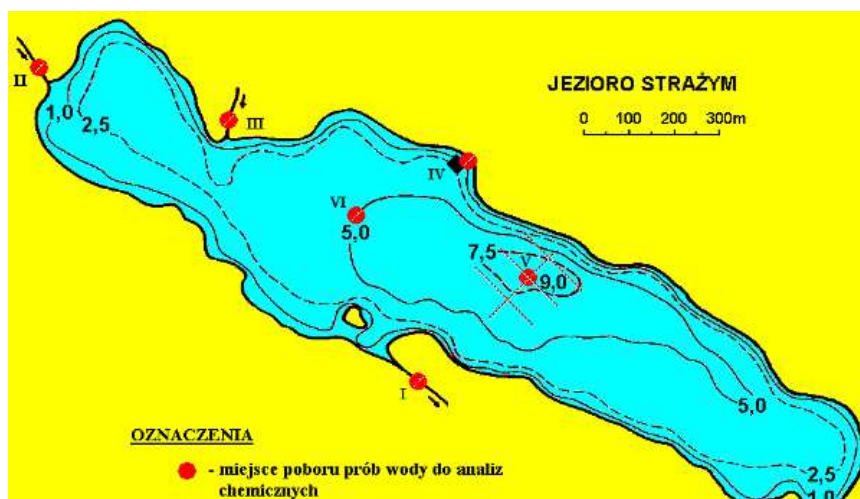 II
1,0
2,5
III
JEZIORO STRAŻYM
0 100 200 300m
IV
VI
5,0
7,5
V
9,0
I
5,0
2,5
1,0
OZNACZENIA
- miejsce poboru prób wody do analiz
chemicznych